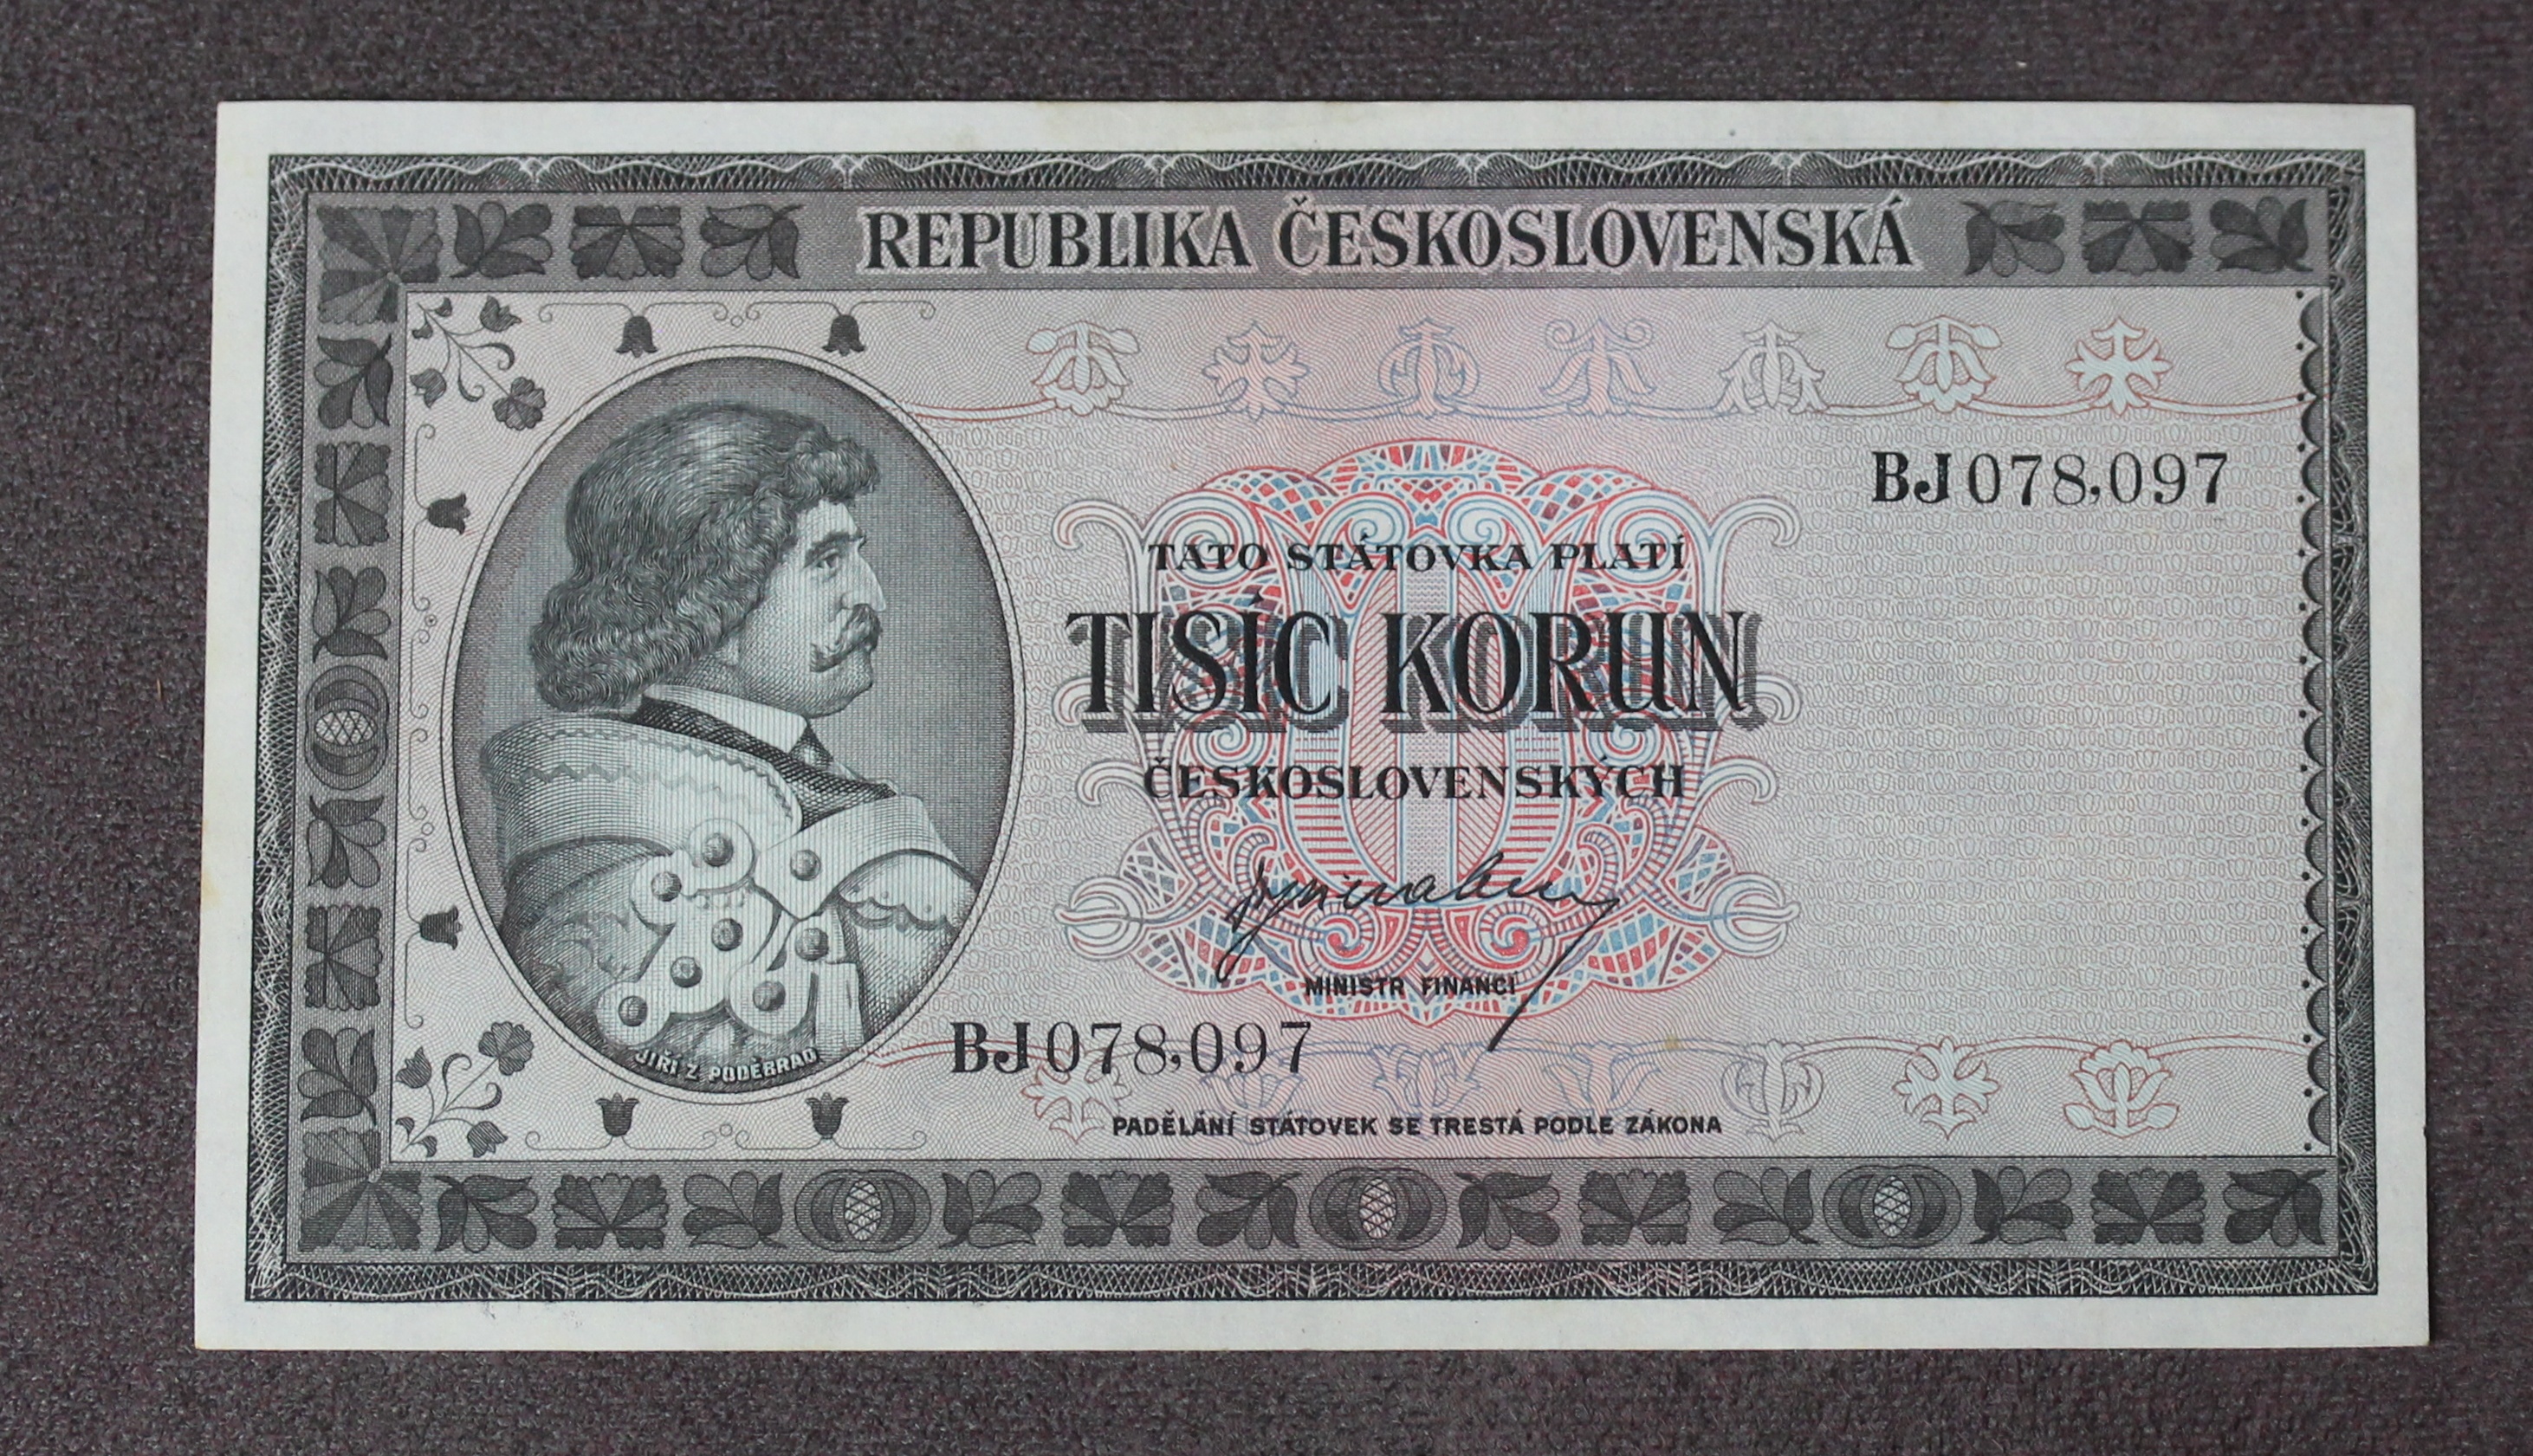 REPUBLIKA ČESKOSLOVENSKÁ
BJ 078,097
TATO STÁTOVKA PLATÍ
TISÍC KORUN
ČESKOSLOVENSKÝCH
MINISTR FINANCÍ
BJ 078,097
JIŘÍ Z PODĚBRAD
PADĚLÁNÍ STÁTOVEK SE TRESTÁ PODLE ZÁKONA